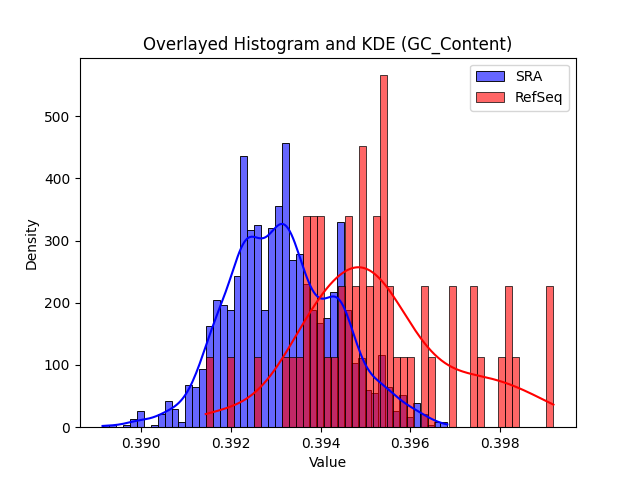 Overlayed Histogram and KDE (GC_Content)
SRA
RefSeq
500
400
300
200
100
0
Density
0.390 0.392 0.394 0.396 0.398
Value